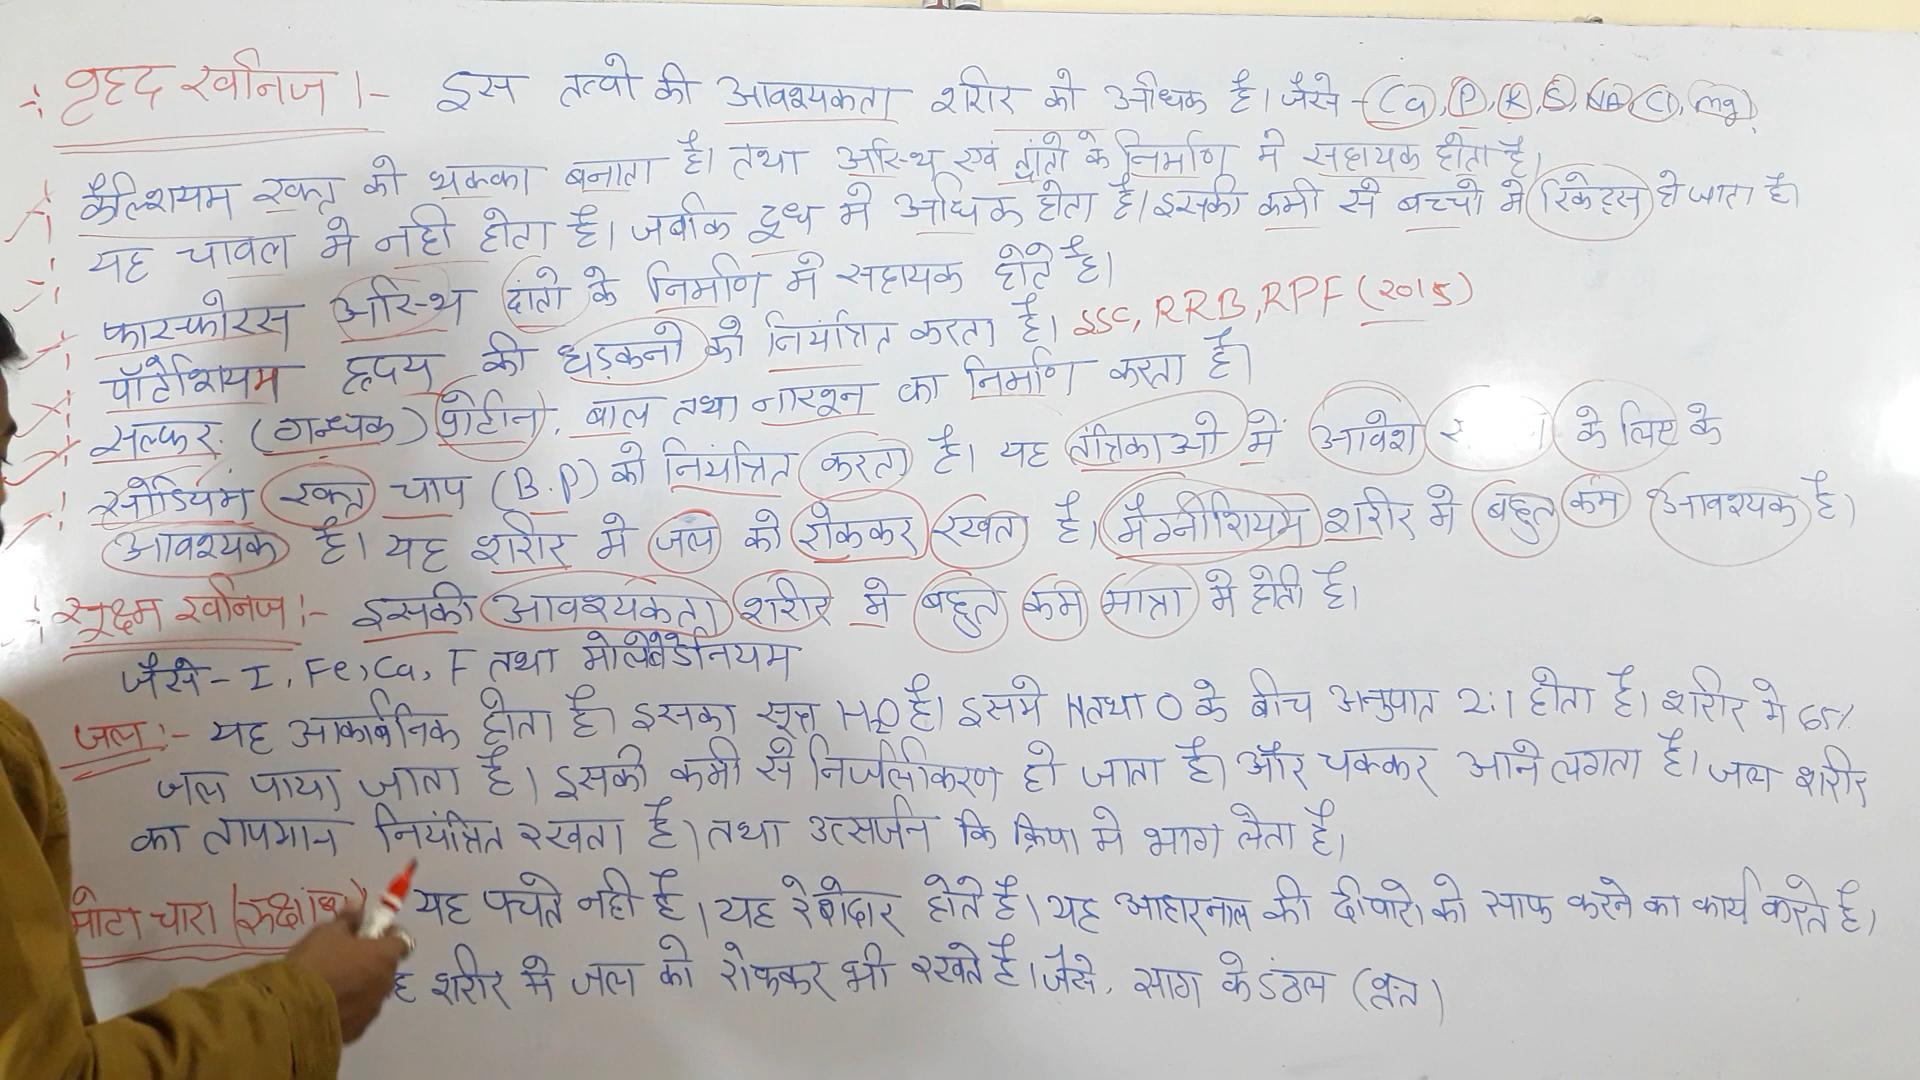 बृहद खनिज :- इस तत्वो की आवश्यकता शरीर को अधिक है। जैसे - Ca, P, K, S, Na, Cl, Mg,
कैल्शियम रक्त को थक्का बनाता है। तथा अस्थि एवं दांतो के निर्माण मे सहायक होता है,
यह चावल मे नही होता है। जबकि दूध मे अधिक होता है। इसकी कमी से बच्चो मे रिकेट्स हो जाता है।
फास्फोरस अस्थि दांतो के निर्माण मे सहायक होते है।
पोटेशियम हृदय की धड़कनो को नियंत्रित करता है। SSC, RRB, RPF (2015)
सल्फर (गन्धक) प्रोटीन, बाल तथा नाखून का निर्माण करता है।
सोडियम रक्त चाप (B.P) को नियंत्रित करता है। यह तंत्रिकाओ में आवेश के लिए के
आवश्यक है। यह शरीर मे जल को रोककर रखता है। मैग्नीशियम शरीर मे बहुत कम आवश्यक है।
सूक्ष्म खनिज :- इसकी आवश्यकता शरीर मे बहुत कम मात्रा मे होती है।
जैसे - I, Fe, Ca, F तथा
जल :- यह आकार्बनिक होता है। इसका सूत्र H₂O है। इसमे H तथा O के बीच अनुपात 2:1 होता है। शरीर मे 65%
जल पाया जाता है। इसकी कमी से निर्जलीकरण हो जाता है। और चक्कर आने लगता है। जल शरीर
का तापमान नियंत्रित रखता है। तथा उत्सर्जन कि क्रिया मे भाग लेता है।
मोटा चारा (रुक्षांश) यह पचते नही है। यह रेशेदार होते है। यह आहारनाल की दीवारो को साफ करने का कार्य करते है।
शरीर मे जल को रोककर भी रखते है। जैसे, साग के डंठल